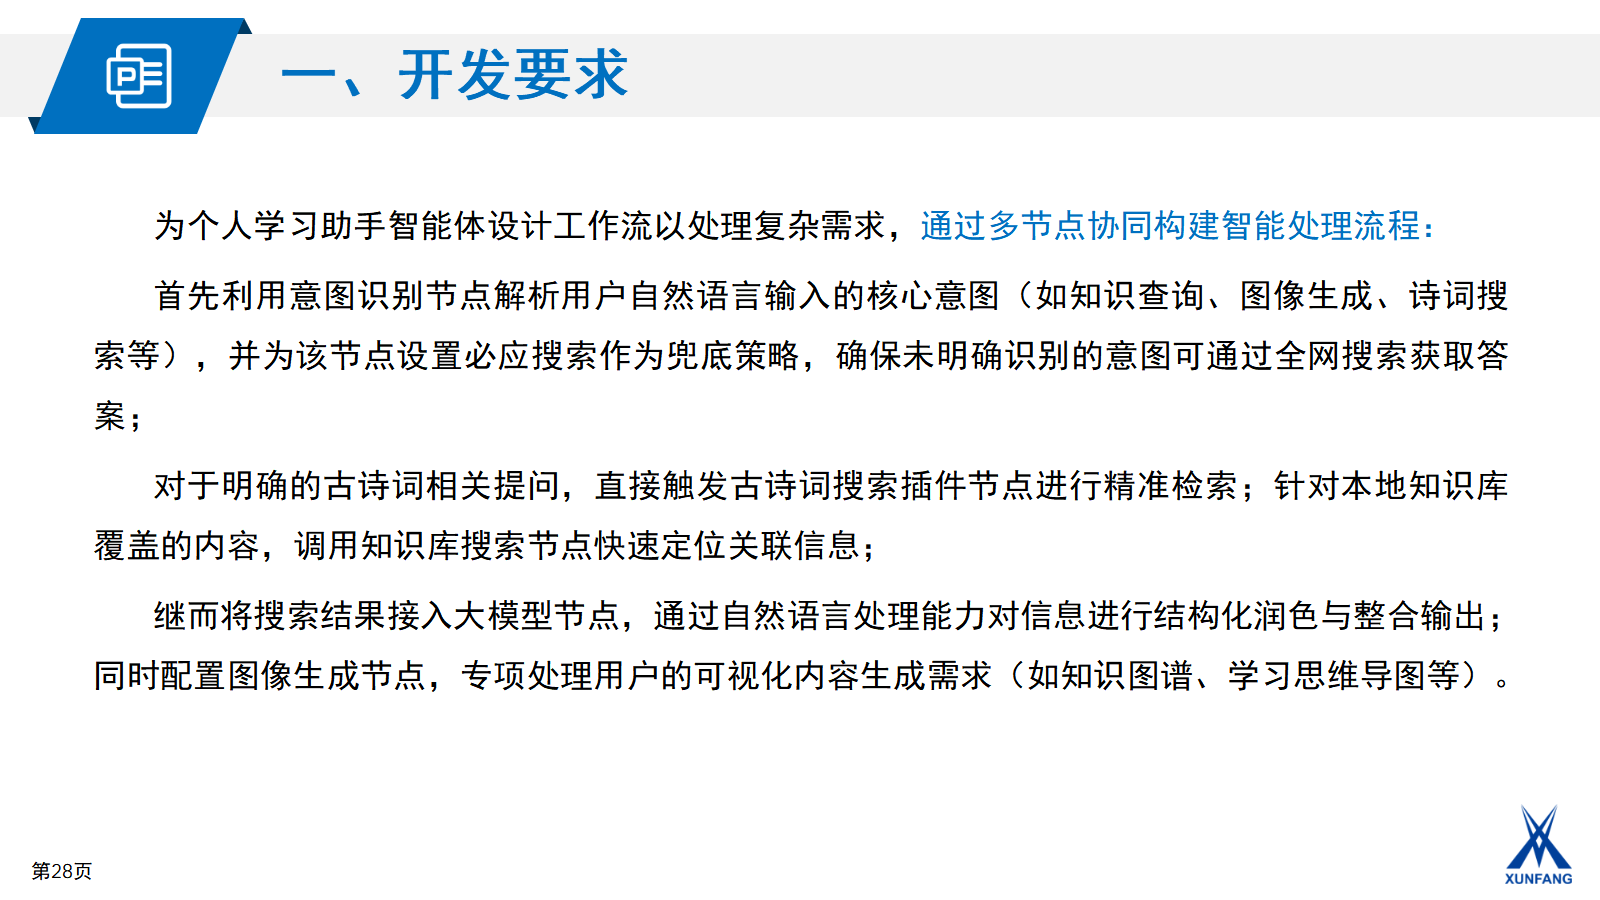 一、开发要求
为个人学习助手智能体设计工作流以处理复杂需求，通过多节点协同构建智能处理流程：
首先利用意图识别节点解析用户自然语言输入的核心意图（如知识查询、图像生成、诗词搜
索等），并为该节点设置必应搜索作为兜底策略，确保未明确识别的意图可通过全网搜索获取答
案；
对于明确的古诗词相关提问，直接触发古诗词搜索插件节点进行精准检索；针对本地知识库
覆盖的内容，调用知识库搜索节点快速定位关联信息；
继而将搜索结果接入大模型节点，通过自然语言处理能力对信息进行结构化润色与整合输出；
同时配置图像生成节点，专项处理用户的可视化内容生成需求（如知识图谱、学习思维导图等）。
第28页
XUNFANG